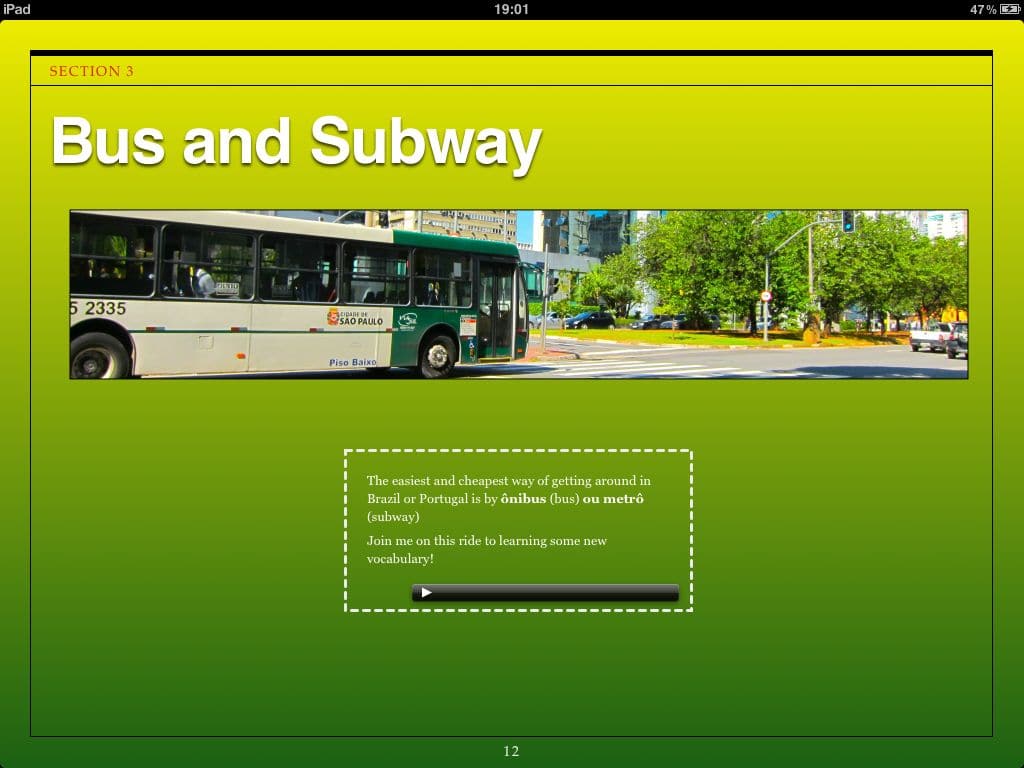 iPad
19:01
47%
SECTION 3
Bus and Subway
5 2335
CIDADE DE
SÃO PAULO
Piso Baixo
The easiest and cheapest way of getting around in
Brazil or Portugal is by ônibus (bus) ou metrô
(subway)
Join me on this ride to learning some new
vocabulary!
12